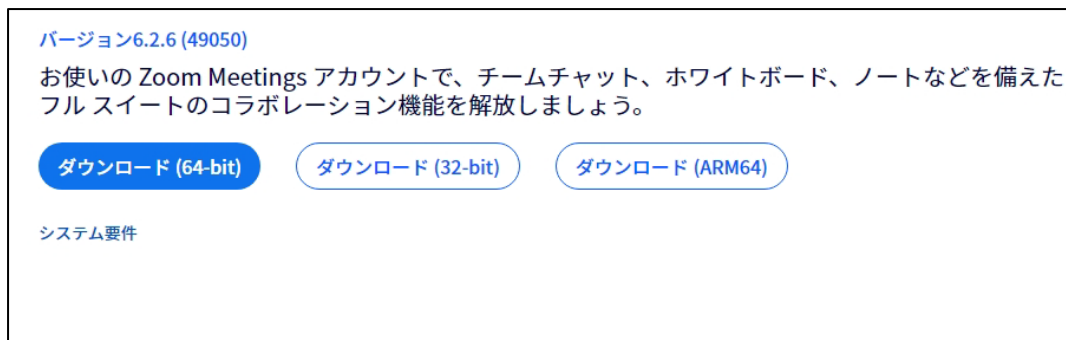 バージョン6.2.6 (49050)
お使いの Zoom Meetings アカウントで、チームチャット、ホワイトボード、ノートなどを備えた
フル スイートのコラボレーション機能を解放しましょう。
ダウンロード (64-bit) ダウンロード (32-bit) ダウンロード (ARM64)
システム要件